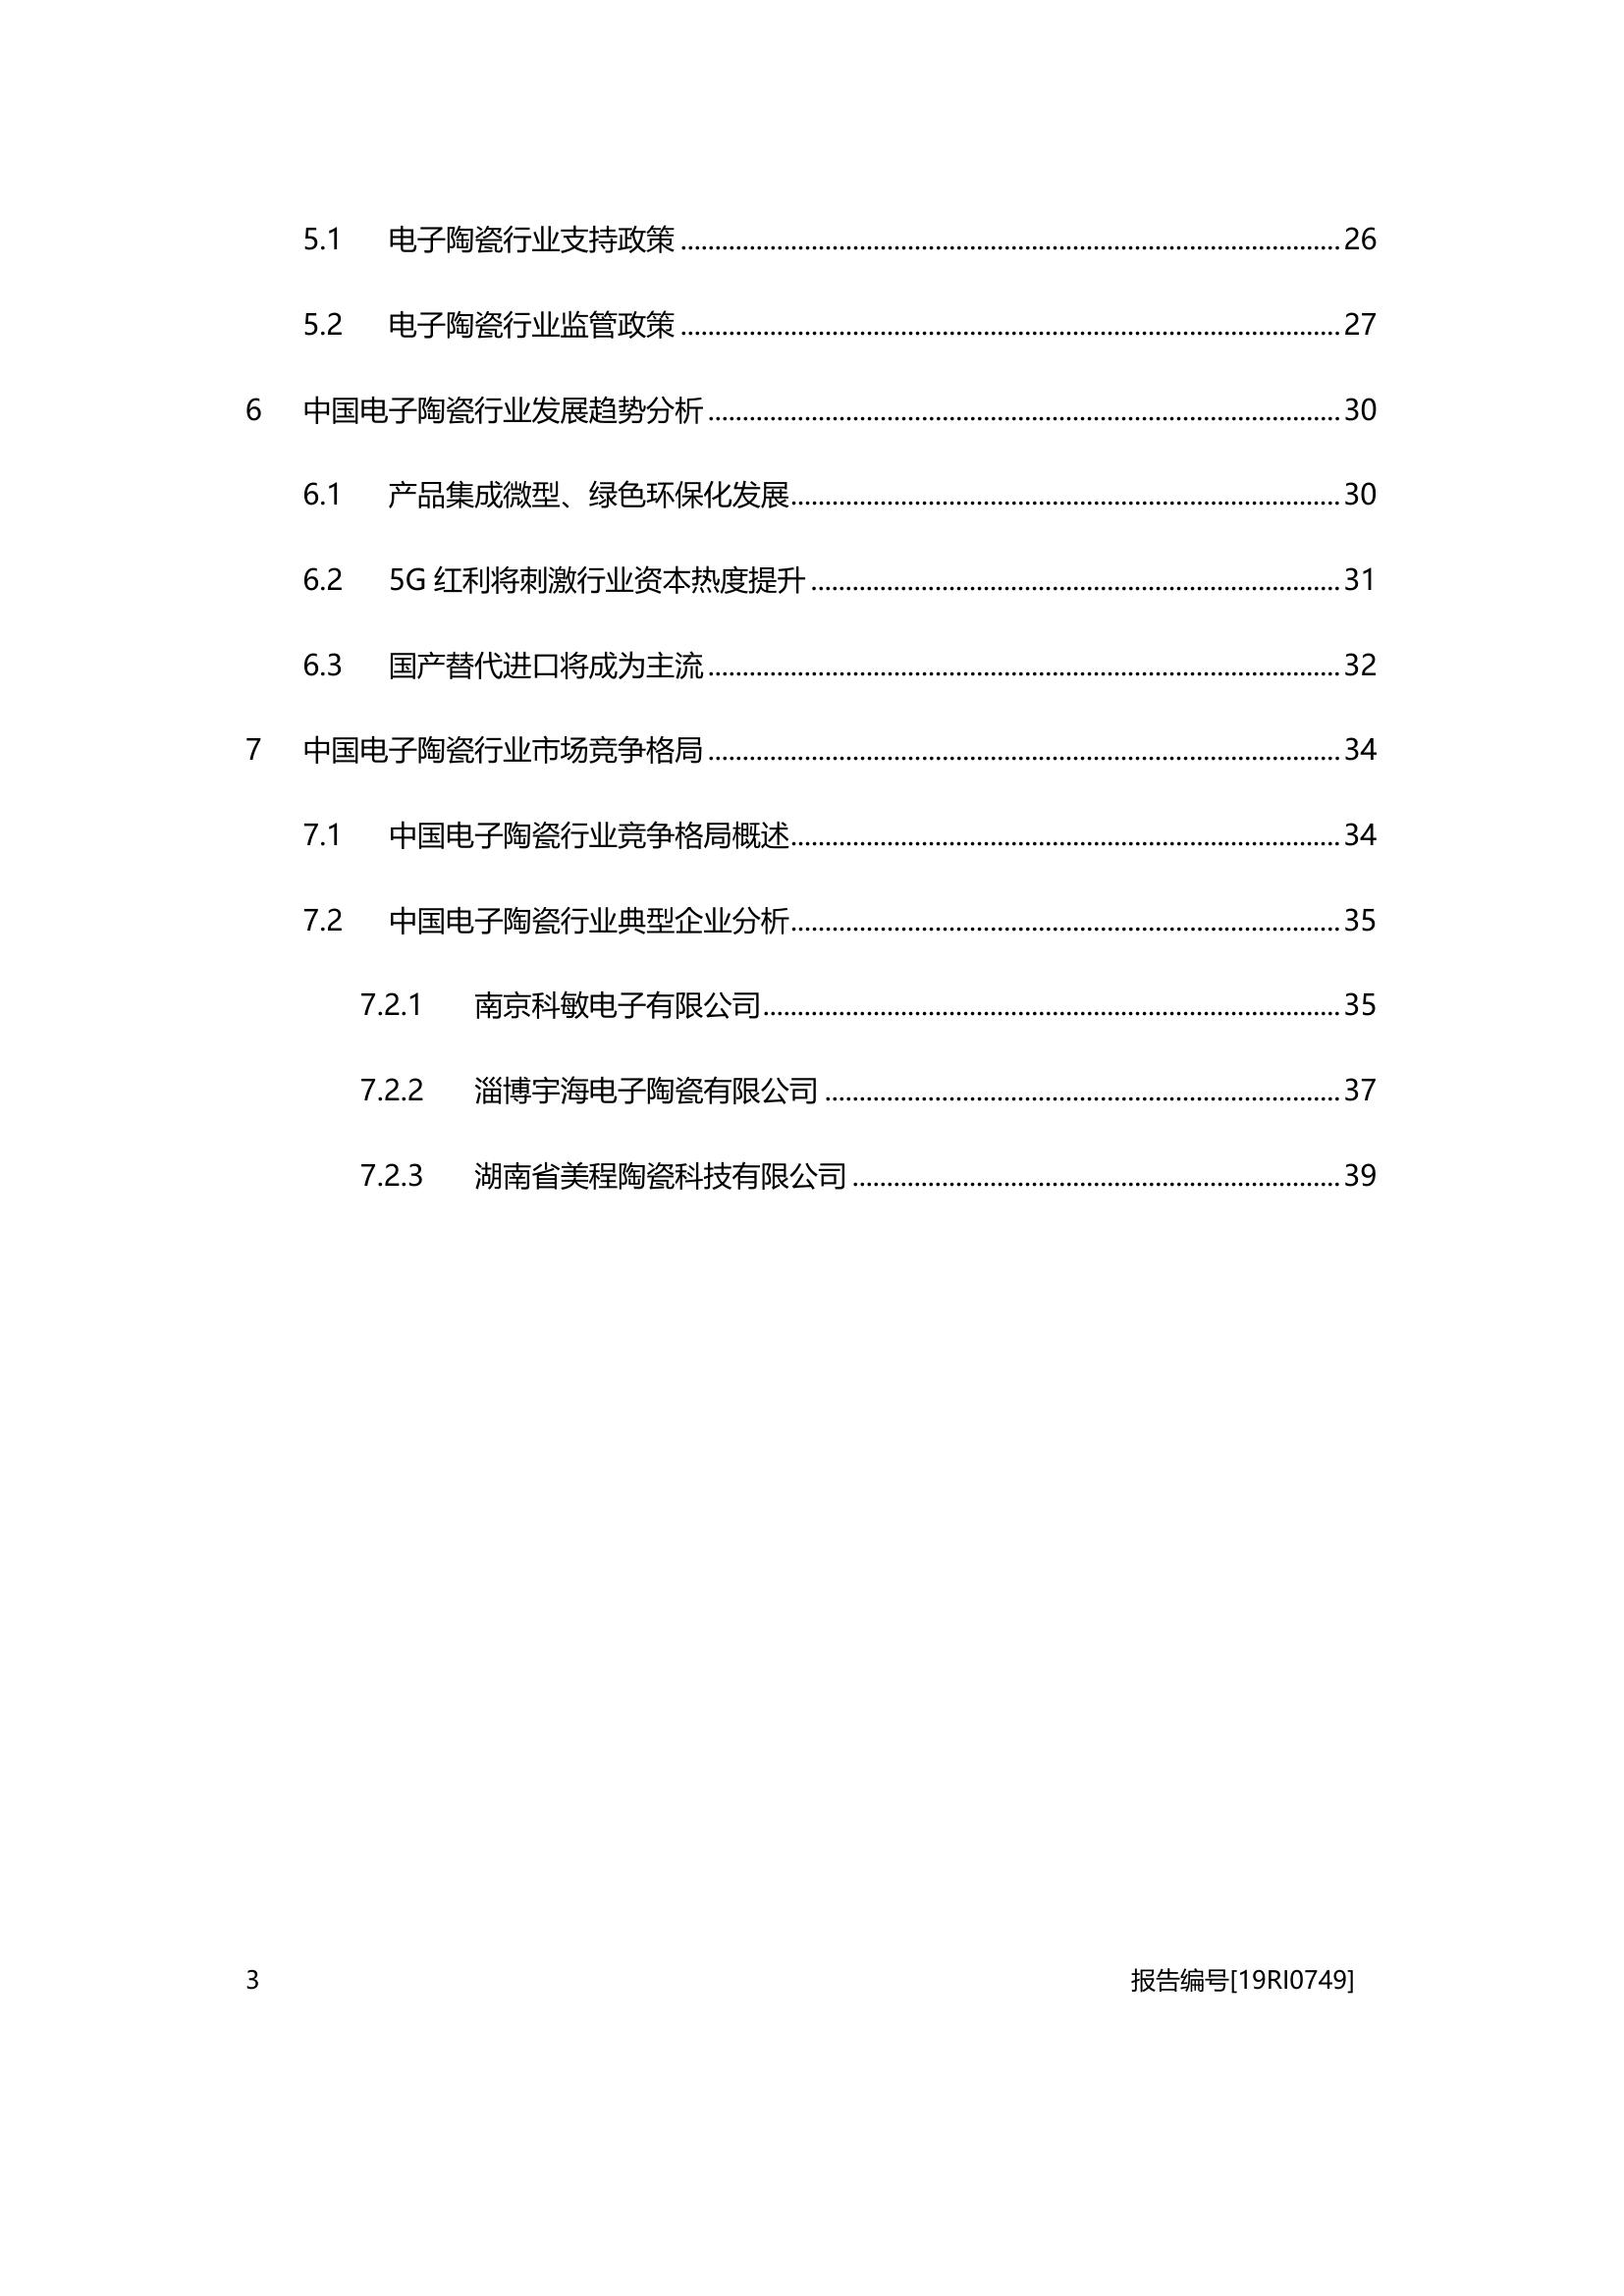 5.1 电子陶瓷行业支持政策 ........ 26
5.2 电子陶瓷行业监管政策 ........ 27
6 中国电子陶瓷行业发展趋势分析 ........ 30
6.1 产品集成微型、绿色环保化发展 ........ 30
6.2 5G 红利将刺激行业资本热度提升 ........ 31
6.3 国产替代进口将成为主流 ........ 32
7 中国电子陶瓷行业市场竞争格局 ........ 34
7.1 中国电子陶瓷行业竞争格局概述 ........ 34
7.2 中国电子陶瓷行业典型企业分析 ........ 35
7.2.1 南京科敏电子有限公司 ........ 35
7.2.2 淄博宇海电子陶瓷有限公司 ........ 37
7.2.3 湖南省美程陶瓷科技有限公司 ........ 39
3 报告编号[19RI0749]